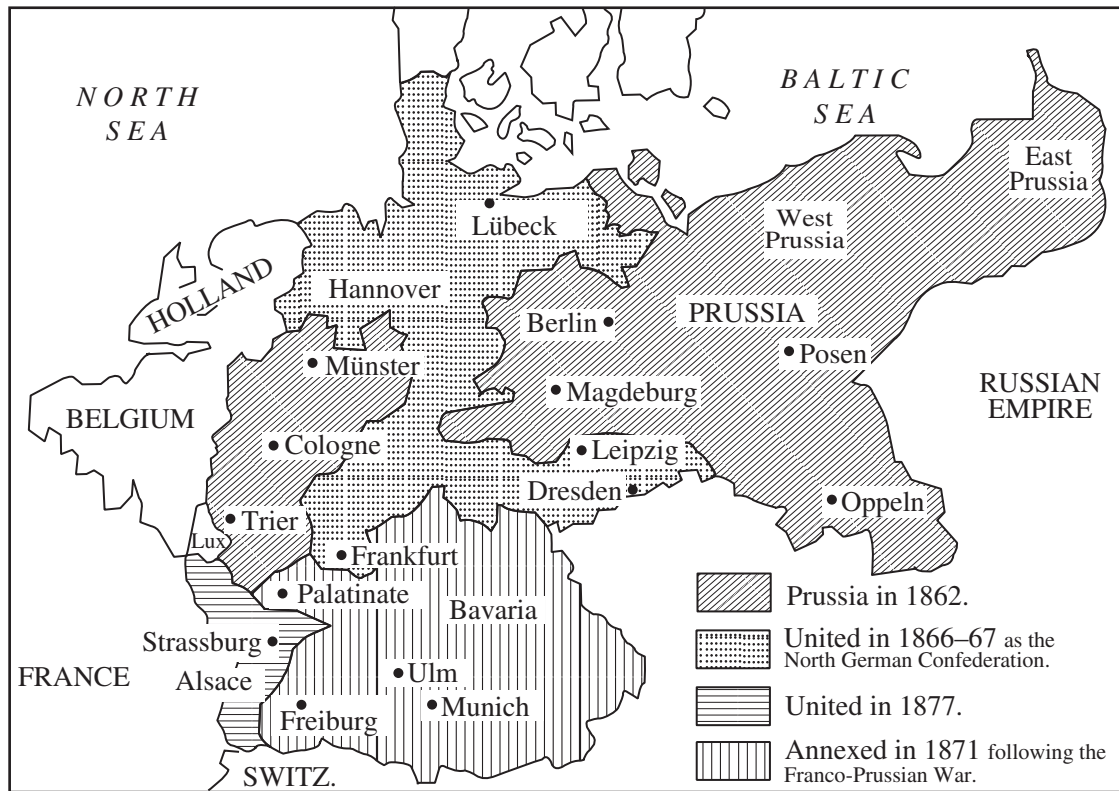 NORTH
SEA
BALTIC
SEA
East
Prussia
West
Prussia
Lübeck
HOLLAND
Hannover
PRUSSIA
Berlin
Posen
Münster
RUSSIAN
EMPIRE
Magdeburg
BELGIUM
Cologne
Leipzig
Dresden
Oppeln
Trier
Lux
Frankfurt
Palatinate
Bavaria
Strassburg
FRANCE
Alsace
Ulm
Freiburg
Munich
SWITZ.
Prussia in 1862.
United in 1866–67 as the
North German Confederation.
United in 1877.
Annexed in 1871 following the
Franco-Prussian War.